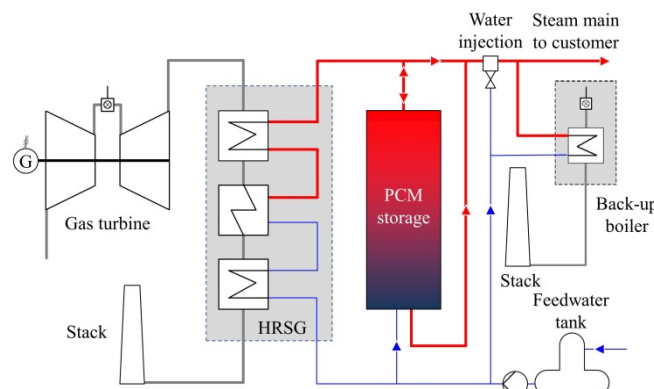 Water
injection
Steam main
to customer
G
Gas turbine
PCM
storage
Back-up
boiler
Stack
Stack
HRSG
Feedwater
tank